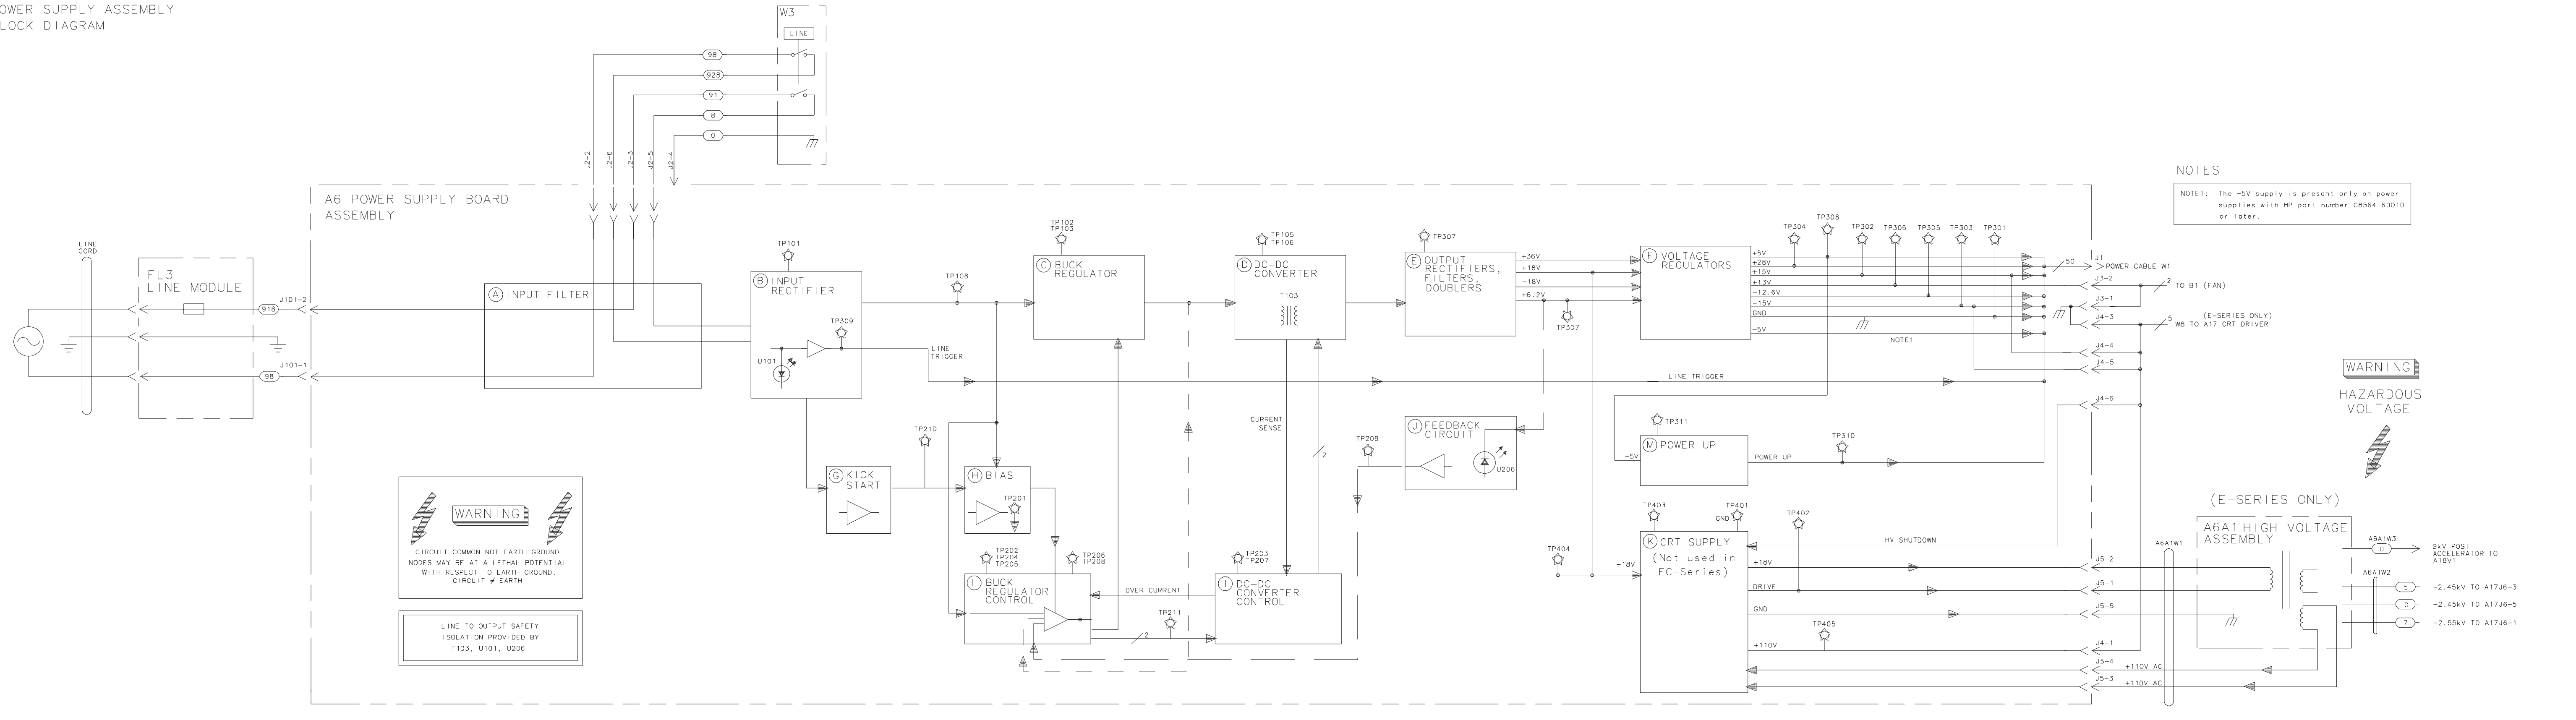 OWER SUPPLY ASSEMBLY
LOCK DIAGRAM
W3
LINE
98
928
91
8
0
J2-2
J2-6
J2-3
J2-5
J2-4
NOTES
NOTE1: The -5V supply is present only on power
supplies with HP part number 08564-60010
or later.
A6 POWER SUPPLY BOARD
ASSEMBLY
LINE
CORD
FL3
LINE MODULE
J101-2
918
J101-1
98
A INPUT FILTER
TP101
B INPUT
RECTIFIER
TP309
U101
LINE
TRIGGER
TP108
TP102
TP103
C BUCK
REGULATOR
TP105
TP106
D DC-DC
CONVERTER
T103
TP307
E OUTPUT
RECTIFIERS,
FILTERS,
DOUBLERS
+36V
+18V
-18V
+6.2V
TP307
F VOLTAGE
REGULATORS
TP304
TP308
TP302
TP306
TP305
TP303
TP301
+5V
+28V
+15V
+13V
-12.6V
-15V
GND
-5V
NOTE1
50
J1
POWER CABLE W1
J3-2
2
TO B1 (FAN)
J3-1
J4-3
5
(E-SERIES ONLY)
W8 TO A17 CRT DRIVER
J4-4
J4-5
J4-6
LINE TRIGGER
WARNING
HAZARDOUS
VOLTAGE
CURRENT
SENSE
2
TP210
G KICK
START
H BIAS
TP201
TP209
J FEEDBACK
CIRCUIT
U206
TP311
M POWER UP
+5V
POWER UP
TP310
WARNING
CIRCUIT COMMON NOT EARTH GROUND
NODES MAY BE AT A LETHAL POTENTIAL
WITH RESPECT TO EARTH GROUND.
CIRCUIT ≠ EARTH
LINE TO OUTPUT SAFETY
ISOLATION PROVIDED BY
T103, U101, U206
TP202
TP204
TP205
TP206
TP208
L BUCK
REGULATOR
CONTROL
OVER CURRENT
TP211
2
TP203
TP207
I DC-DC
CONVERTER
CONTROL
TP404
+18V
TP403
TP401
GND
TP402
K CRT SUPPLY
(Not used in
EC-Series)
HV SHUTDOWN
+18V
DRIVE
GND
TP405
+110V
J5-2
J5-1
J5-5
J4-1
J5-4
+110V AC
J5-3
+110V AC
A6A1W1
(E-SERIES ONLY)
A6A1 HIGH VOLTAGE
ASSEMBLY
A6A1W3
0
9kV POST
ACCELERATOR TO
A18V1
A6A1W2
5
-2.45kV TO A17J6-3
0
-2.45kV TO A17J6-5
7
-2.55kV TO A17J6-1